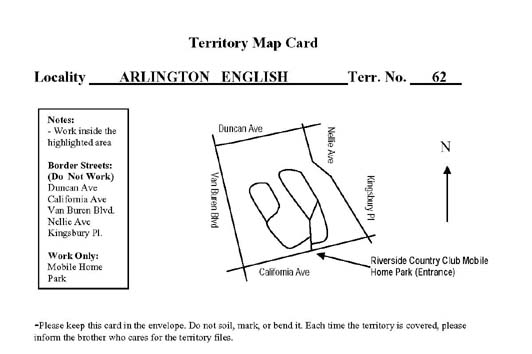 Territory Map Card
Locality ARLINGTON ENGLISH Terr. No. 62
Notes:
- Work inside the
highlighted area
Border Streets:
(Do Not Work)
Duncan Ave
California Ave
Van Buren Blvd.
Nellie Ave
Kingsbury Pl.
Work Only:
Mobile Home
Park
Duncan Ave
Nellie Ave
N
Van Buren Blvd
Kingsbury Pl
Riverside Country Club Mobile
Home Park (Entrance)
California Ave
-Please keep this card in the envelope. Do not soil, mark, or bend it. Each time the territory is covered, please
inform the brother who cares for the territory files.